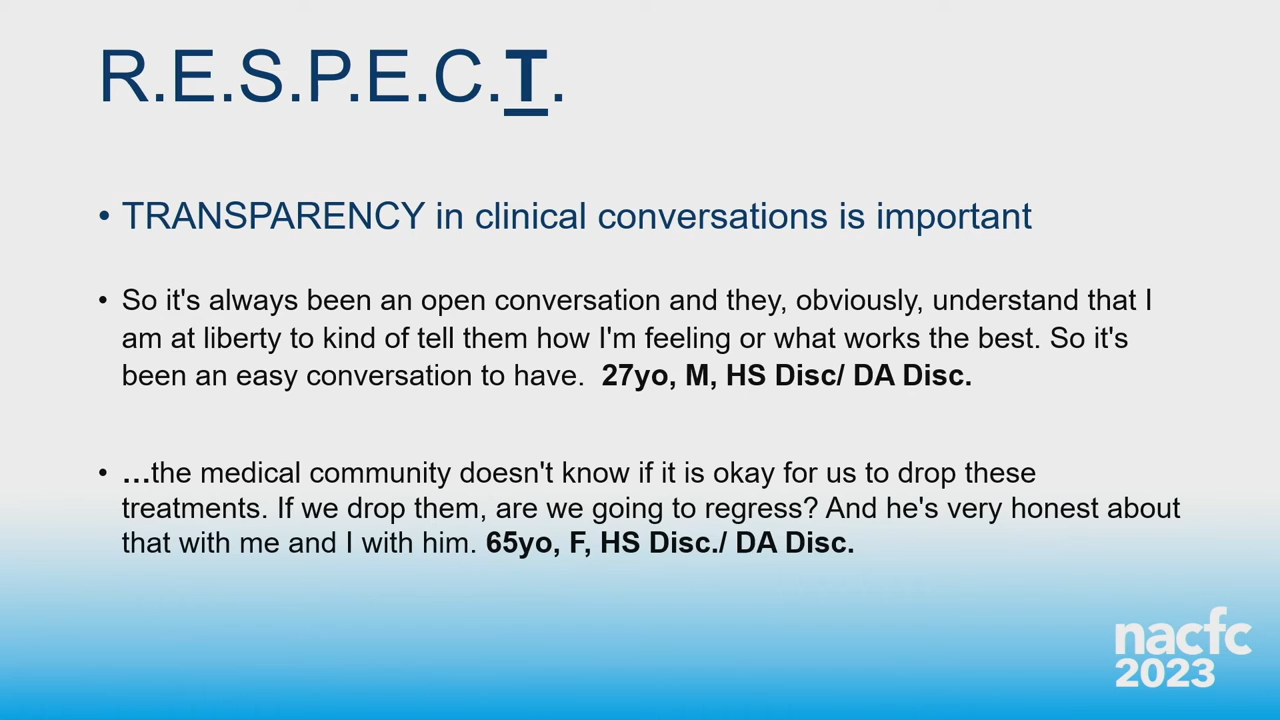 R.E.S.P.E.C.T.
• TRANSPARENCY in clinical conversations is important
• So it's always been an open conversation and they, obviously, understand that I
am at liberty to kind of tell them how I'm feeling or what works the best. So it's
been an easy conversation to have.  27yo, M, HS Disc/ DA Disc.
• …the medical community doesn't know if it is okay for us to drop these
treatments. If we drop them, are we going to regress? And he's very honest about
that with me and I with him. 65yo, F, HS Disc./ DA Disc.
nacfc
2023